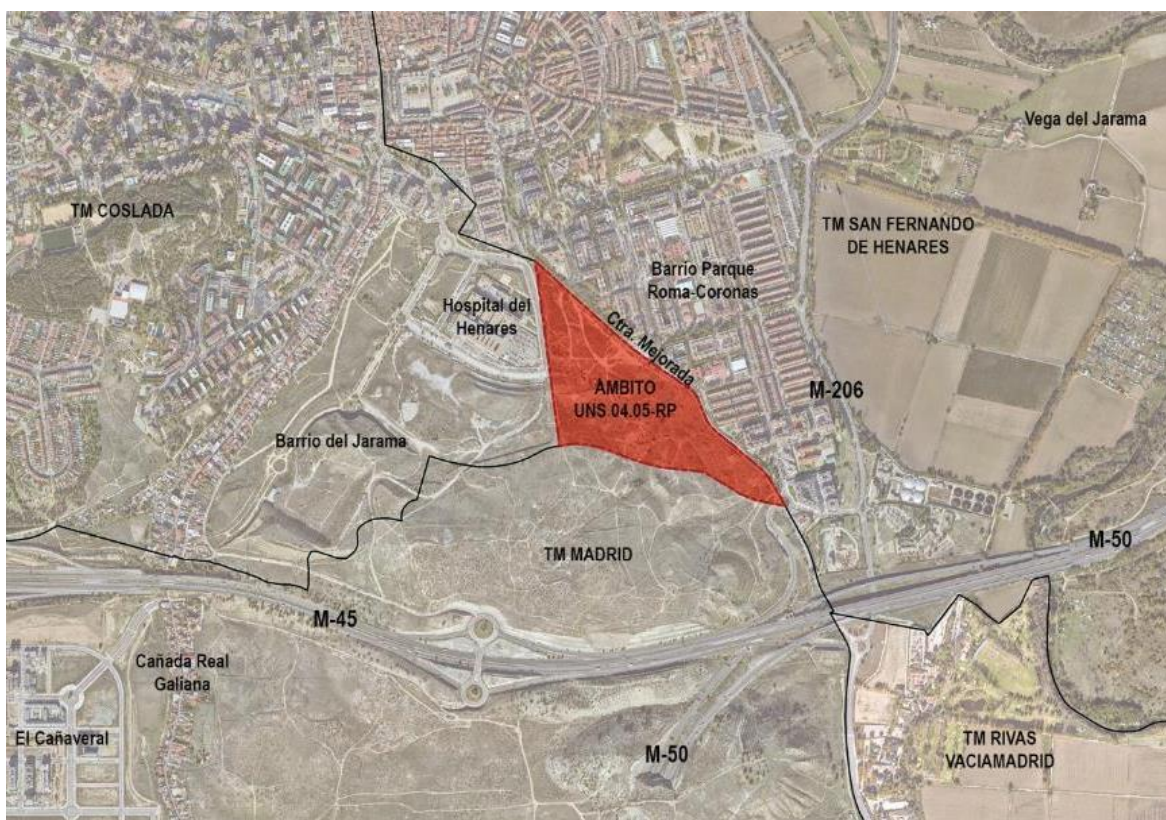 Vega del Jarama
TM COSLADA
TM SAN FERNANDO
DE HENARES
Barrio Parque
Roma-Coronas
Hospital del
Henares
Ctra. Mejorada
ÁMBITO
UNS 04.05-RP
M-206
Barrio del Jarama
TM MADRID
M-50
M-45
Cañada Real
Galiana
El Cañaveral
M-50
TM RIVAS
VACIAMADRID